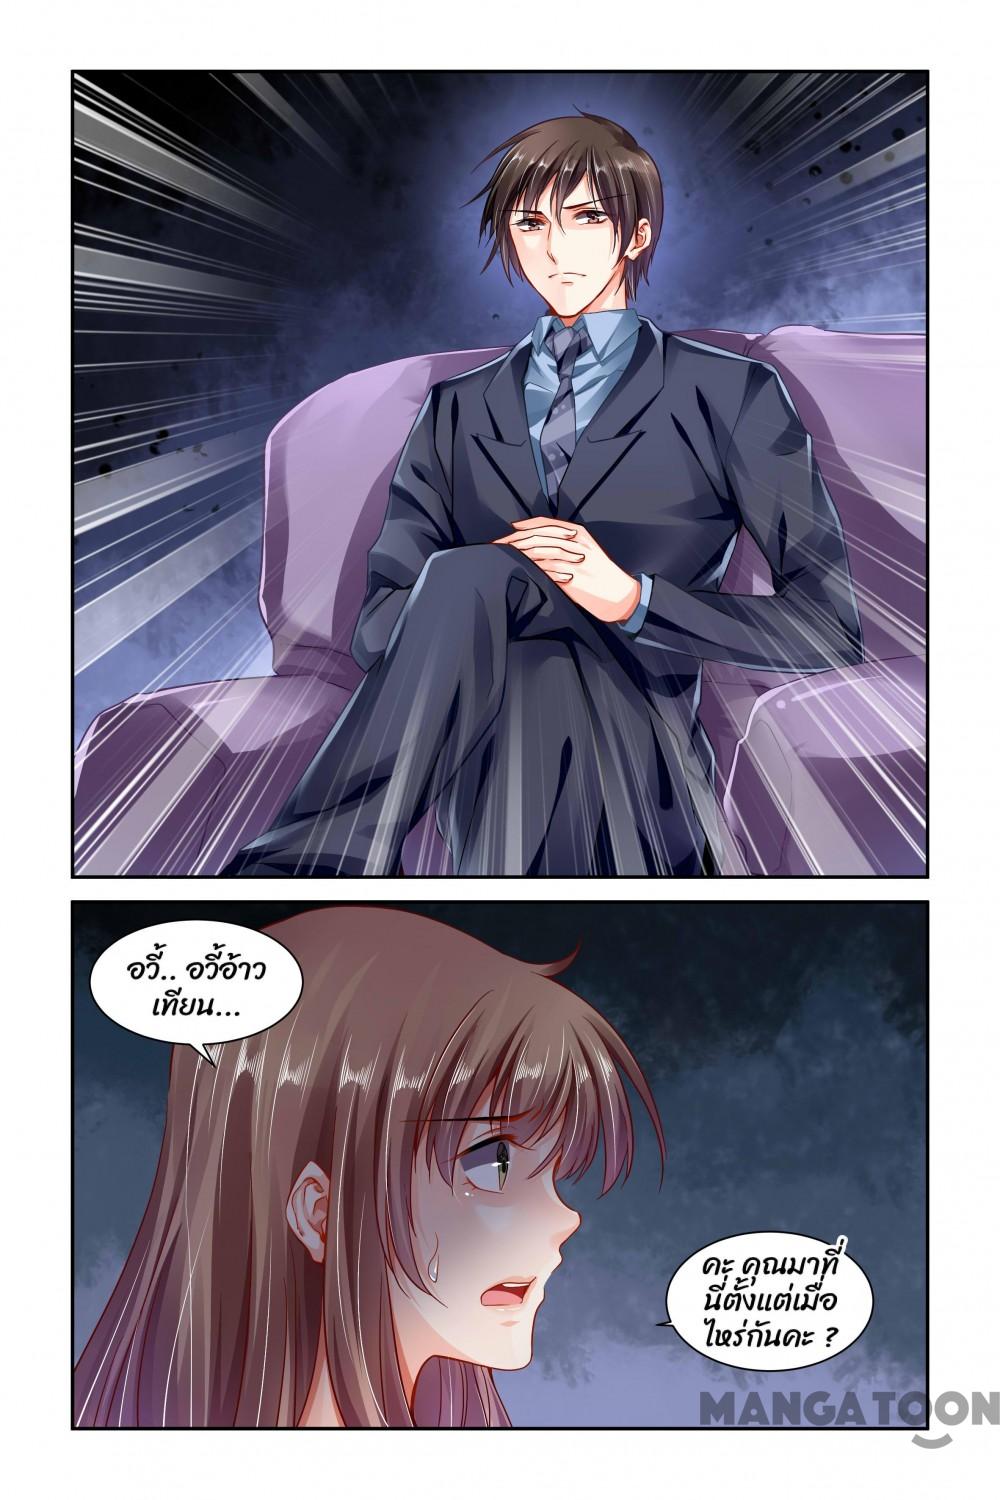 อวี้.. อวี้อ้าว
เทียน...
คะ คุณมาที่
นี่ตั้งแต่เมื่อ
ไหร่กันคะ ?
MANGATOON